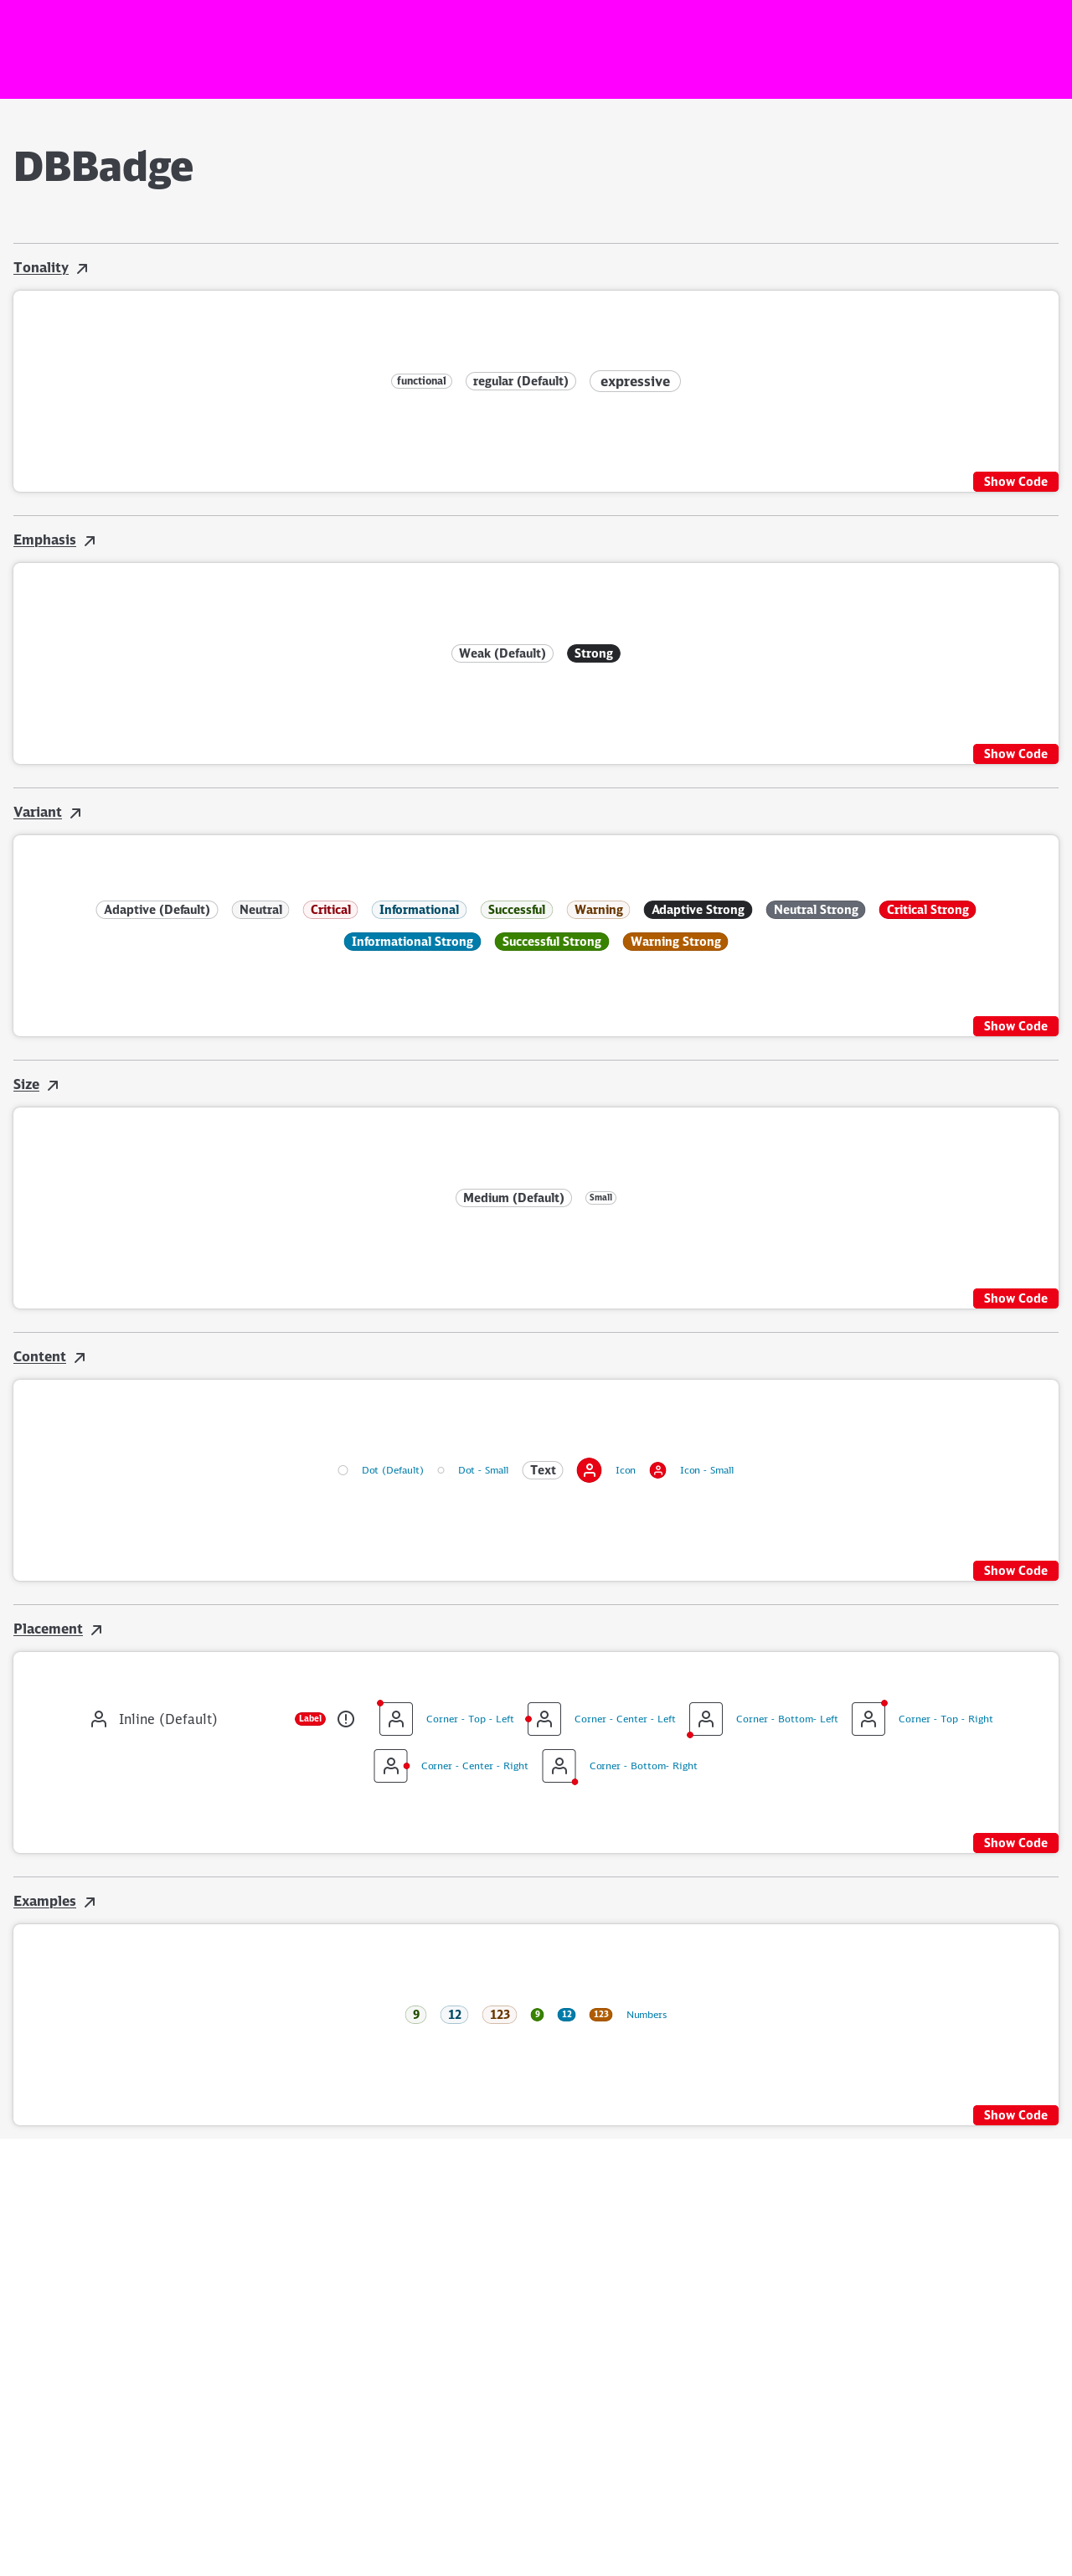 DBBadge
Tonality
functional regular (Default) expressive
Show Code
Emphasis
Weak (Default) Strong
Show Code
Variant
Adaptive (Default) Neutral Critical Informational Successful Warning Adaptive Strong Neutral Strong Critical Strong
Informational Strong Successful Strong Warning Strong
Show Code
Size
Medium (Default) Small
Show Code
Content
Dot (Default) Dot - Small Text Icon Icon - Small
Show Code
Placement
Inline (Default) Label Corner - Top - Left Corner - Center - Left Corner - Bottom- Left Corner - Top - Right
Corner - Center - Right Corner - Bottom- Right
Show Code
Examples
9 12 123 9 12 123 Numbers
Show Code